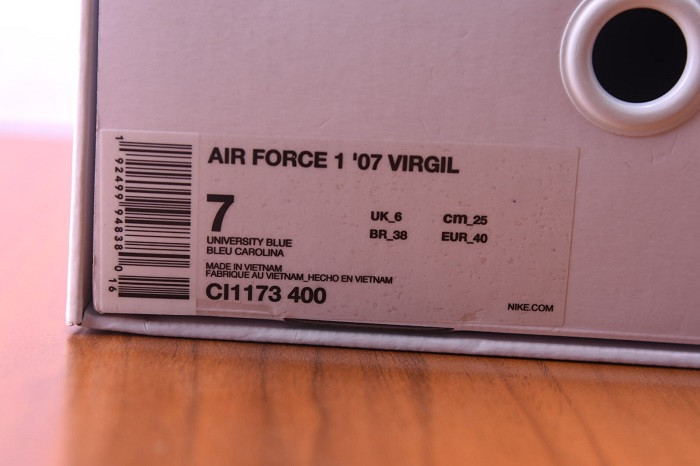 AIR FORCE 1 '07 VIRGIL
7
UK_6 cm_25
BR_38 EUR_40
UNIVERSITY BLUE
BLEU CAROLINA
MADE IN VIETNAM
FABRIQUE AU VIETNAM_HECHO EN VIETNAM
CI1173 400
NIKE.COM
1 92499 94838 0 16